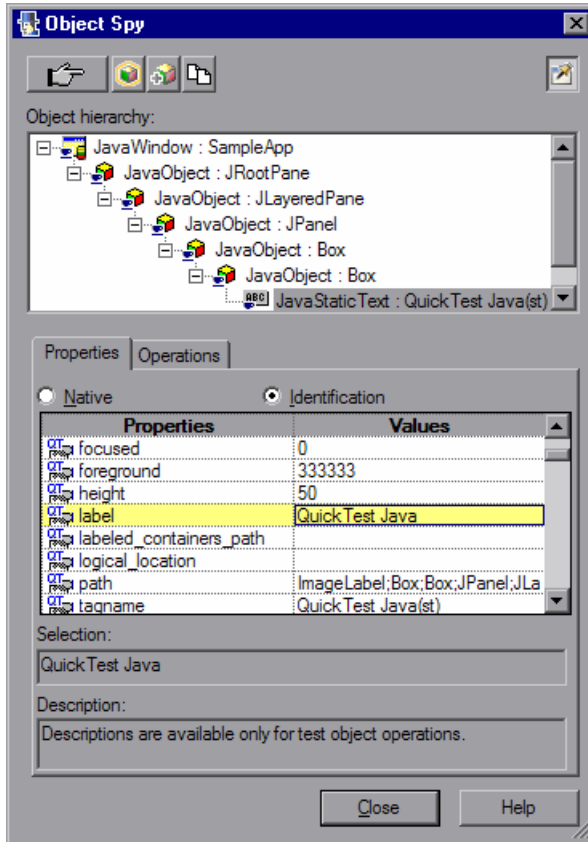 Object Spy
Object hierarchy:
JavaWindow : SampleApp
JavaObject : JRootPane
JavaObject : JLayeredPane
JavaObject : JPanel
JavaObject : Box
JavaObject : Box
ABC JavaStaticText : QuickTest Java(st)
Properties Operations
Native Identification
Properties Values
focused 0
foreground 333333
height 50
label QuickTest Java
labeled_containers_path
logical_location
path ImageLabel;Box;Box;JPanel;JLa
tagname QuickTest Java(st)
Selection:
QuickTest Java
Description:
Descriptions are available only for test object operations.
Close Help